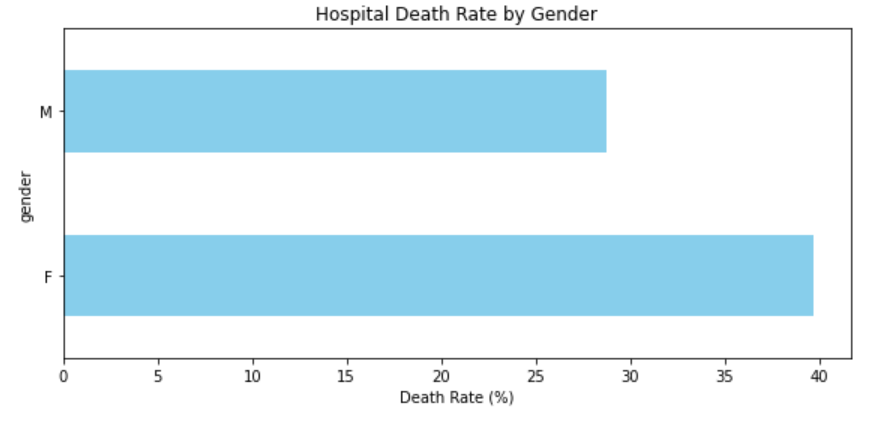 Hospital Death Rate by Gender
M
gender
F
0 5 10 15 20 25 30 35 40
Death Rate (%)